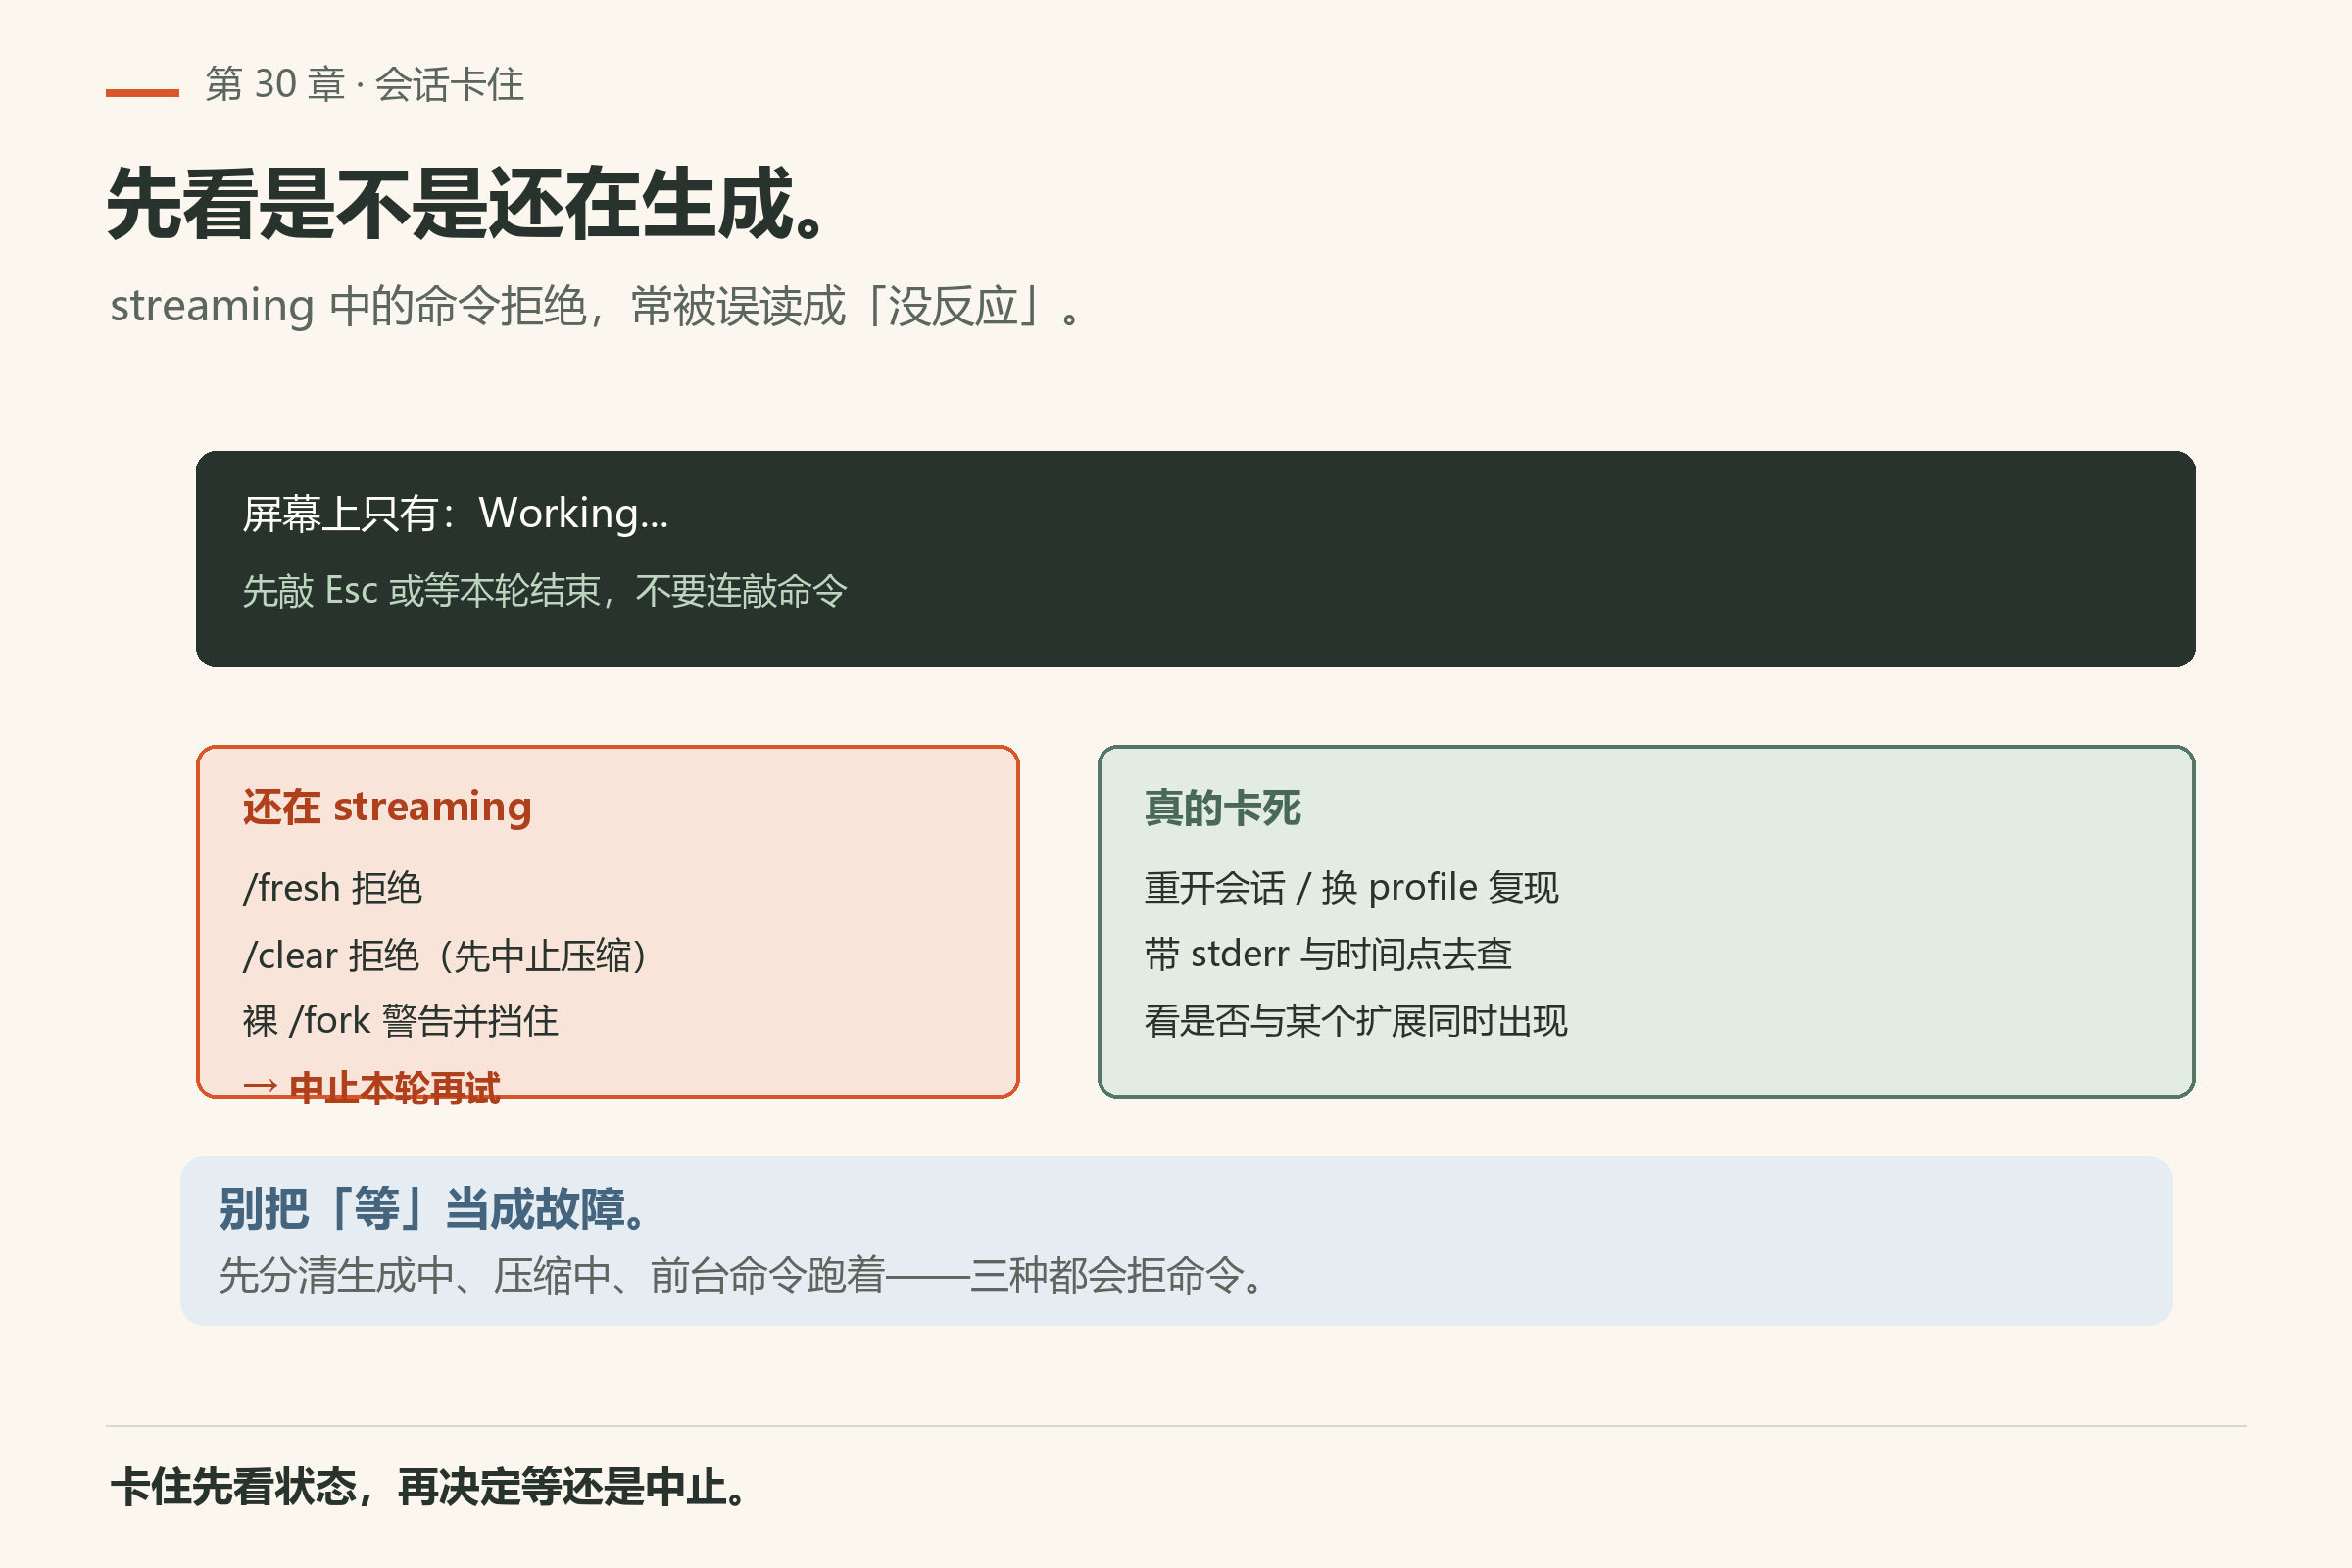 第 30 章 · 会话卡住
先看是不是还在生成。
streaming 中的命令拒绝，常被误读成「没反应」。
屏幕上只有：Working...
先敲 Esc 或等本轮结束，不要连敲命令
还在 streaming
/fresh 拒绝
/clear 拒绝（先中止压缩）
裸 /fork 警告并挡住
→ 中止本轮再试
真的卡死
重开会话 / 换 profile 复现
带 stderr 与时间点去查
看是否与某个扩展同时出现
别把「等」当成故障。
先分清生成中、压缩中、前台命令跑着——三种都会拒命令。
卡住先看状态，再决定等还是中止。